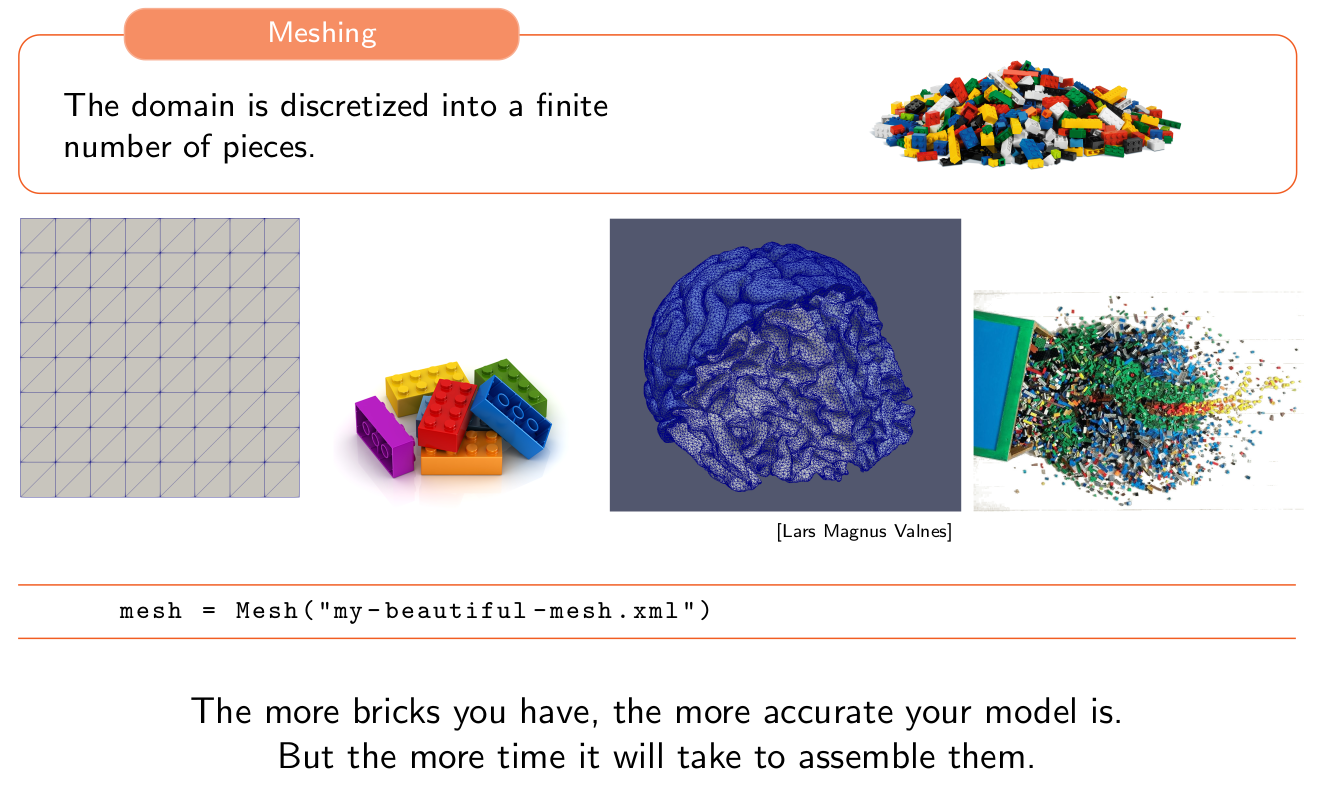 Meshing
The domain is discretized into a finite
number of pieces.
[Lars Magnus Valnes]
mesh = Mesh("my-beautiful-mesh.xml")
The more bricks you have, the more accurate your model is.
But the more time it will take to assemble them.